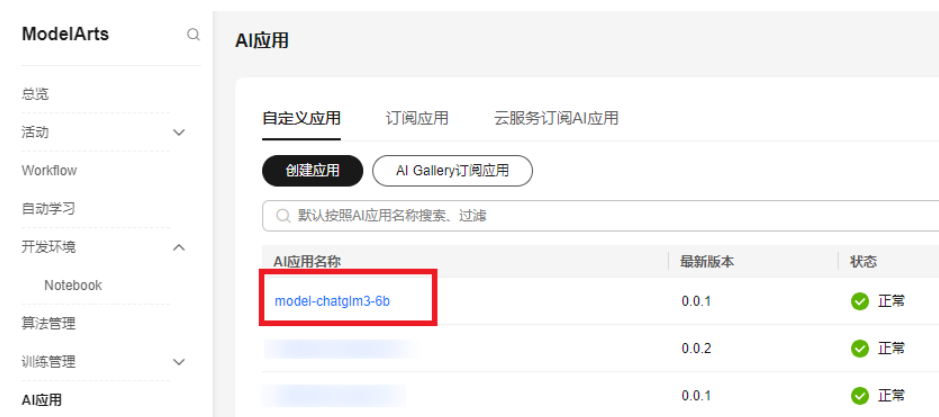 ModelArts
总览
活动
Workflow
自动学习
开发环境
Notebook
算法管理
训练管理
AI应用
AI应用
自定义应用 订阅应用 云服务订阅AI应用
创建应用 AI Gallery订阅应用
默认按照AI应用名称搜索、过滤
AI应用名称 最新版本 状态
model-chatglm3-6b 0.0.1 正常
0.0.2 正常
0.0.1 正常